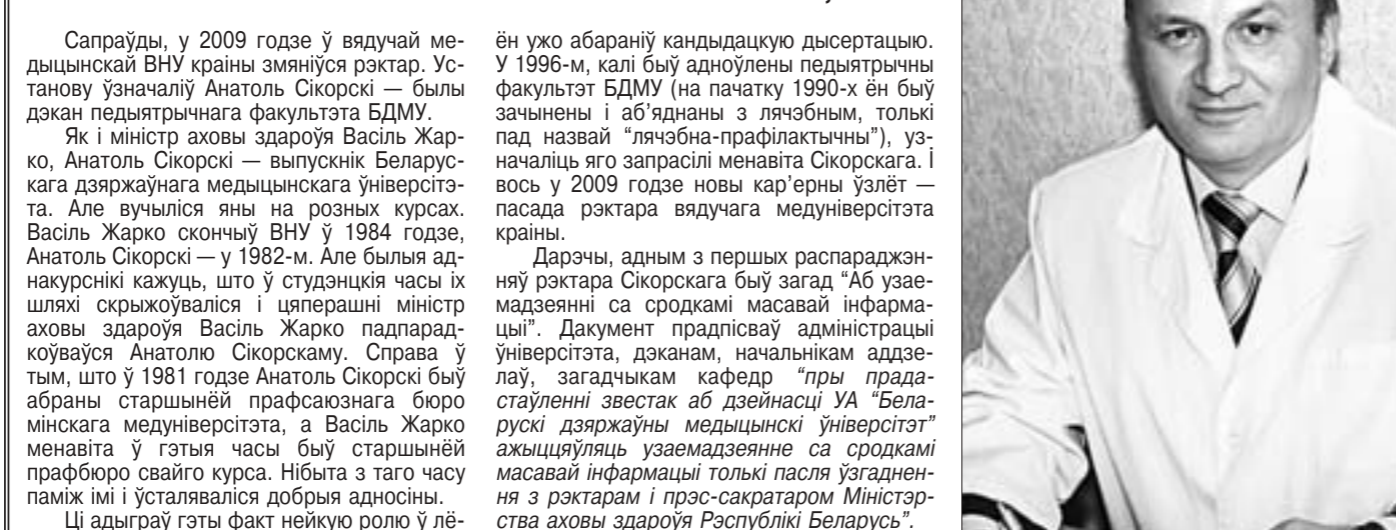 Сапраўды, у 2009 годзе ў вядучай ме-
дыцынскай ВНУ краіны змяніўся рэктар. Ус-
танову ўзначаліў Анатоль Сікорскі — былы
дэкан педыятрычнага факультэта БДМУ.
Як і міністр аховы здароўя Васіль Жар-
ко, Анатоль Сікорскі — выпускнік Беларус-
кага дзяржаўнага медыцынскага ўніверсітэ-
та. Але вучыліся яны на розных курсах.
Васіль Жарко скончыў ВНУ ў 1984 годзе,
Анатоль Сікорскі — у 1982-м. Але былыя ад-
накурснікі кажуць, што ў студэнцкія часы іх
шляхі скрыжоўваліся і цяперашні міністр
аховы здароўя Васіль Жарко падпарад-
коўваўся Анатолю Сікорскаму. Справа ў
тым, што ў 1981 годзе Анатоль Сікорскі быў
абраны старшынёй прафсаюзнага бюро
мінскага медуніверсітэта, а Васіль Жарко
менавіта ў гэтыя часы быў старшынёй
прафбюро свайго курса. Нібыта з таго часу
паміж імі і ўсталяваліся добрыя адносіны.
Ці адыграў гэты факт нейкую ролю ў лё-
ён ужо абараніў кандыдацкую дысертацыю.
У 1996-м, калі быў адноўлены педыятрычны
факультэт БДМУ (на пачатку 1990-х ён быў
зачынены і аб’яднаны з лячэбным, толькі
пад назвай “лячэбна-прафілактычны”), уз-
началіць яго запрасілі менавіта Сікорскага. І
вось у 2009 годзе новы кар’ерны ўзлёт —
пасада рэктара вядучага медуніверсітэта
краіны.
Дарэчы, адным з першых распараджэн-
няў рэктара Сікорскага быў загад “Аб узае-
мадзеянні са сродкамі масавай інфарма-
цыі”. Дакумент прадпісваў адміністрацыі
ўніверсітэта, дэканам, начальнікам аддзе-
лаў, загадчыкам кафедр “пры прада-
стаўленні звестак аб дзейнасці УА “Бела-
рускі дзяржаўны медыцынскі ўніверсітэт”
ажыццяўляць узаемадзеянне са сродкамі
масавай інфармацыі толькі пасля ўзгаднен-
ня з рэктарам і прэс-сакратаром Міністэр-
ства аховы здароўя Рэспублікі Беларусь”.